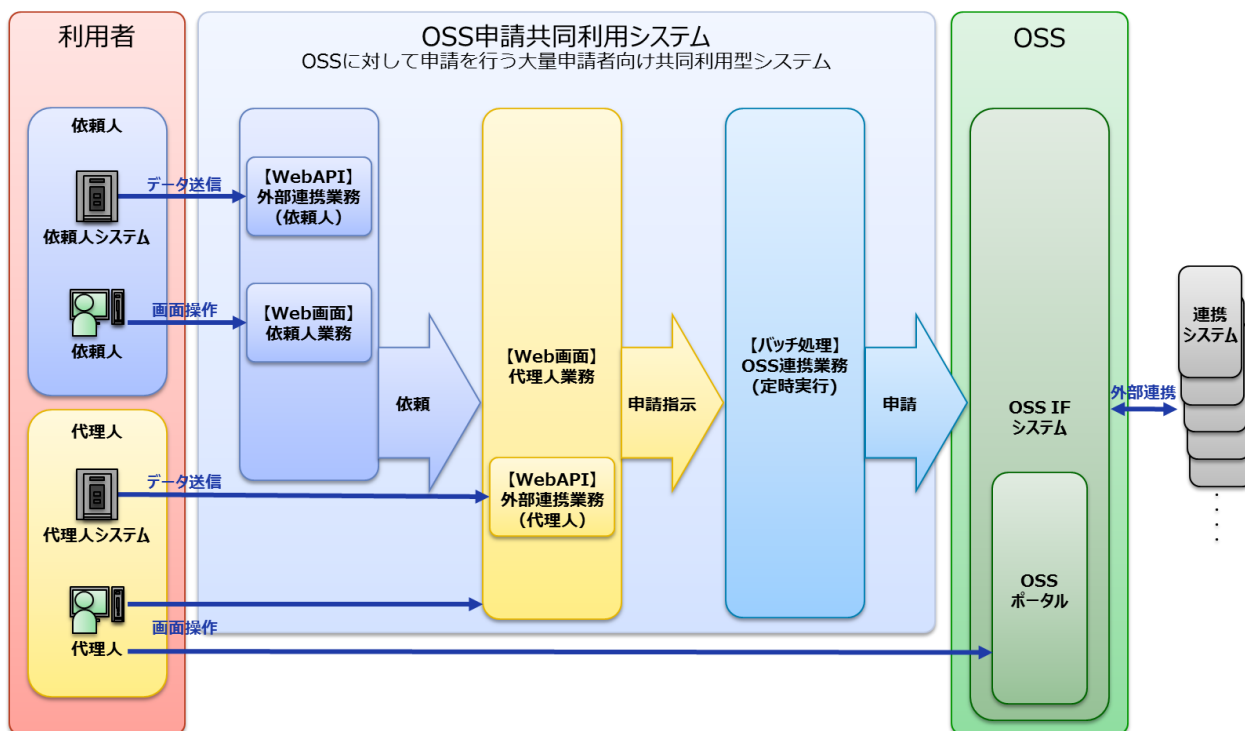 利用者
依頼人
依頼人システム
依頼人
代理人
代理人システム
代理人
データ送信
画面操作
データ送信
画面操作
OSS申請共同利用システム
OSSに対して申請を行う大量申請者向け共同利用型システム
【WebAPI】
外部連携業務
（依頼人）
【Web画面】
依頼人業務
依頼
【Web画面】
代理人業務
【WebAPI】
外部連携業務
（代理人）
申請指示
【バッチ処理】
OSS連携業務
(定時実行)
申請
OSS
OSS IF
システム
OSS
ポータル
外部連携
連携
システム